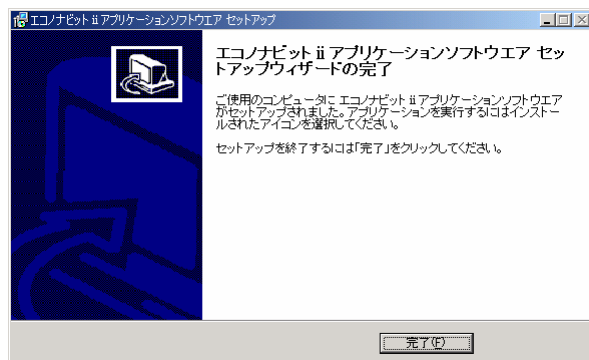 エコノナビット ii アプリケーションソフトウエア セットアップ
エコノナビット ii アプリケーションソフトウエア セッ
トアップウィザードの完了
ご使用のコンピュータに エコノナビット ii アプリケーションソフトウエア
がセットアップされました。アプリケーションを実行するにはインストー
ルされたアイコンを選択してください。
セットアップを終了するには「完了」をクリックしてください。
完了(F)